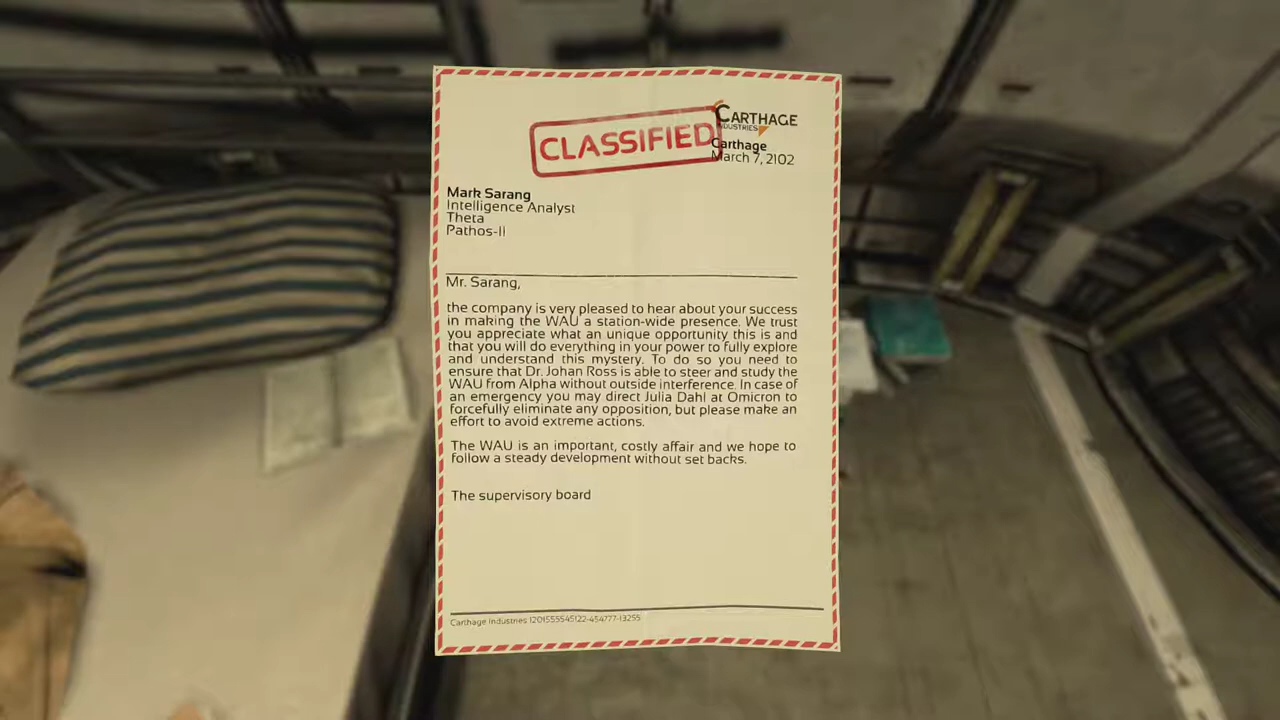 CLASSIFIED
CARTHAGE
INDUSTRIES
Carthage
March 7, 2102
Mark Sarang
Intelligence Analyst
Theta
Pathos-II
Mr. Sarang,
the company is very pleased to hear about your success
in making the WAU a station-wide presence. We trust
you appreciate what an unique opportunity this is and
that you will do everything in your power to fully explore
and understand this mystery. To do so you need to
ensure that Dr. Johan Ross is able to steer and study the
WAU from Alpha without outside interference. In case of
an emergency you may direct Julia Dahl at Omicron to
forcefully eliminate any opposition, but please make an
effort to avoid extreme actions.
The WAU is an important, costly affair and we hope to
follow a steady development without set backs.
The supervisory board
Carthage Industries 1201555545122-454777-13255